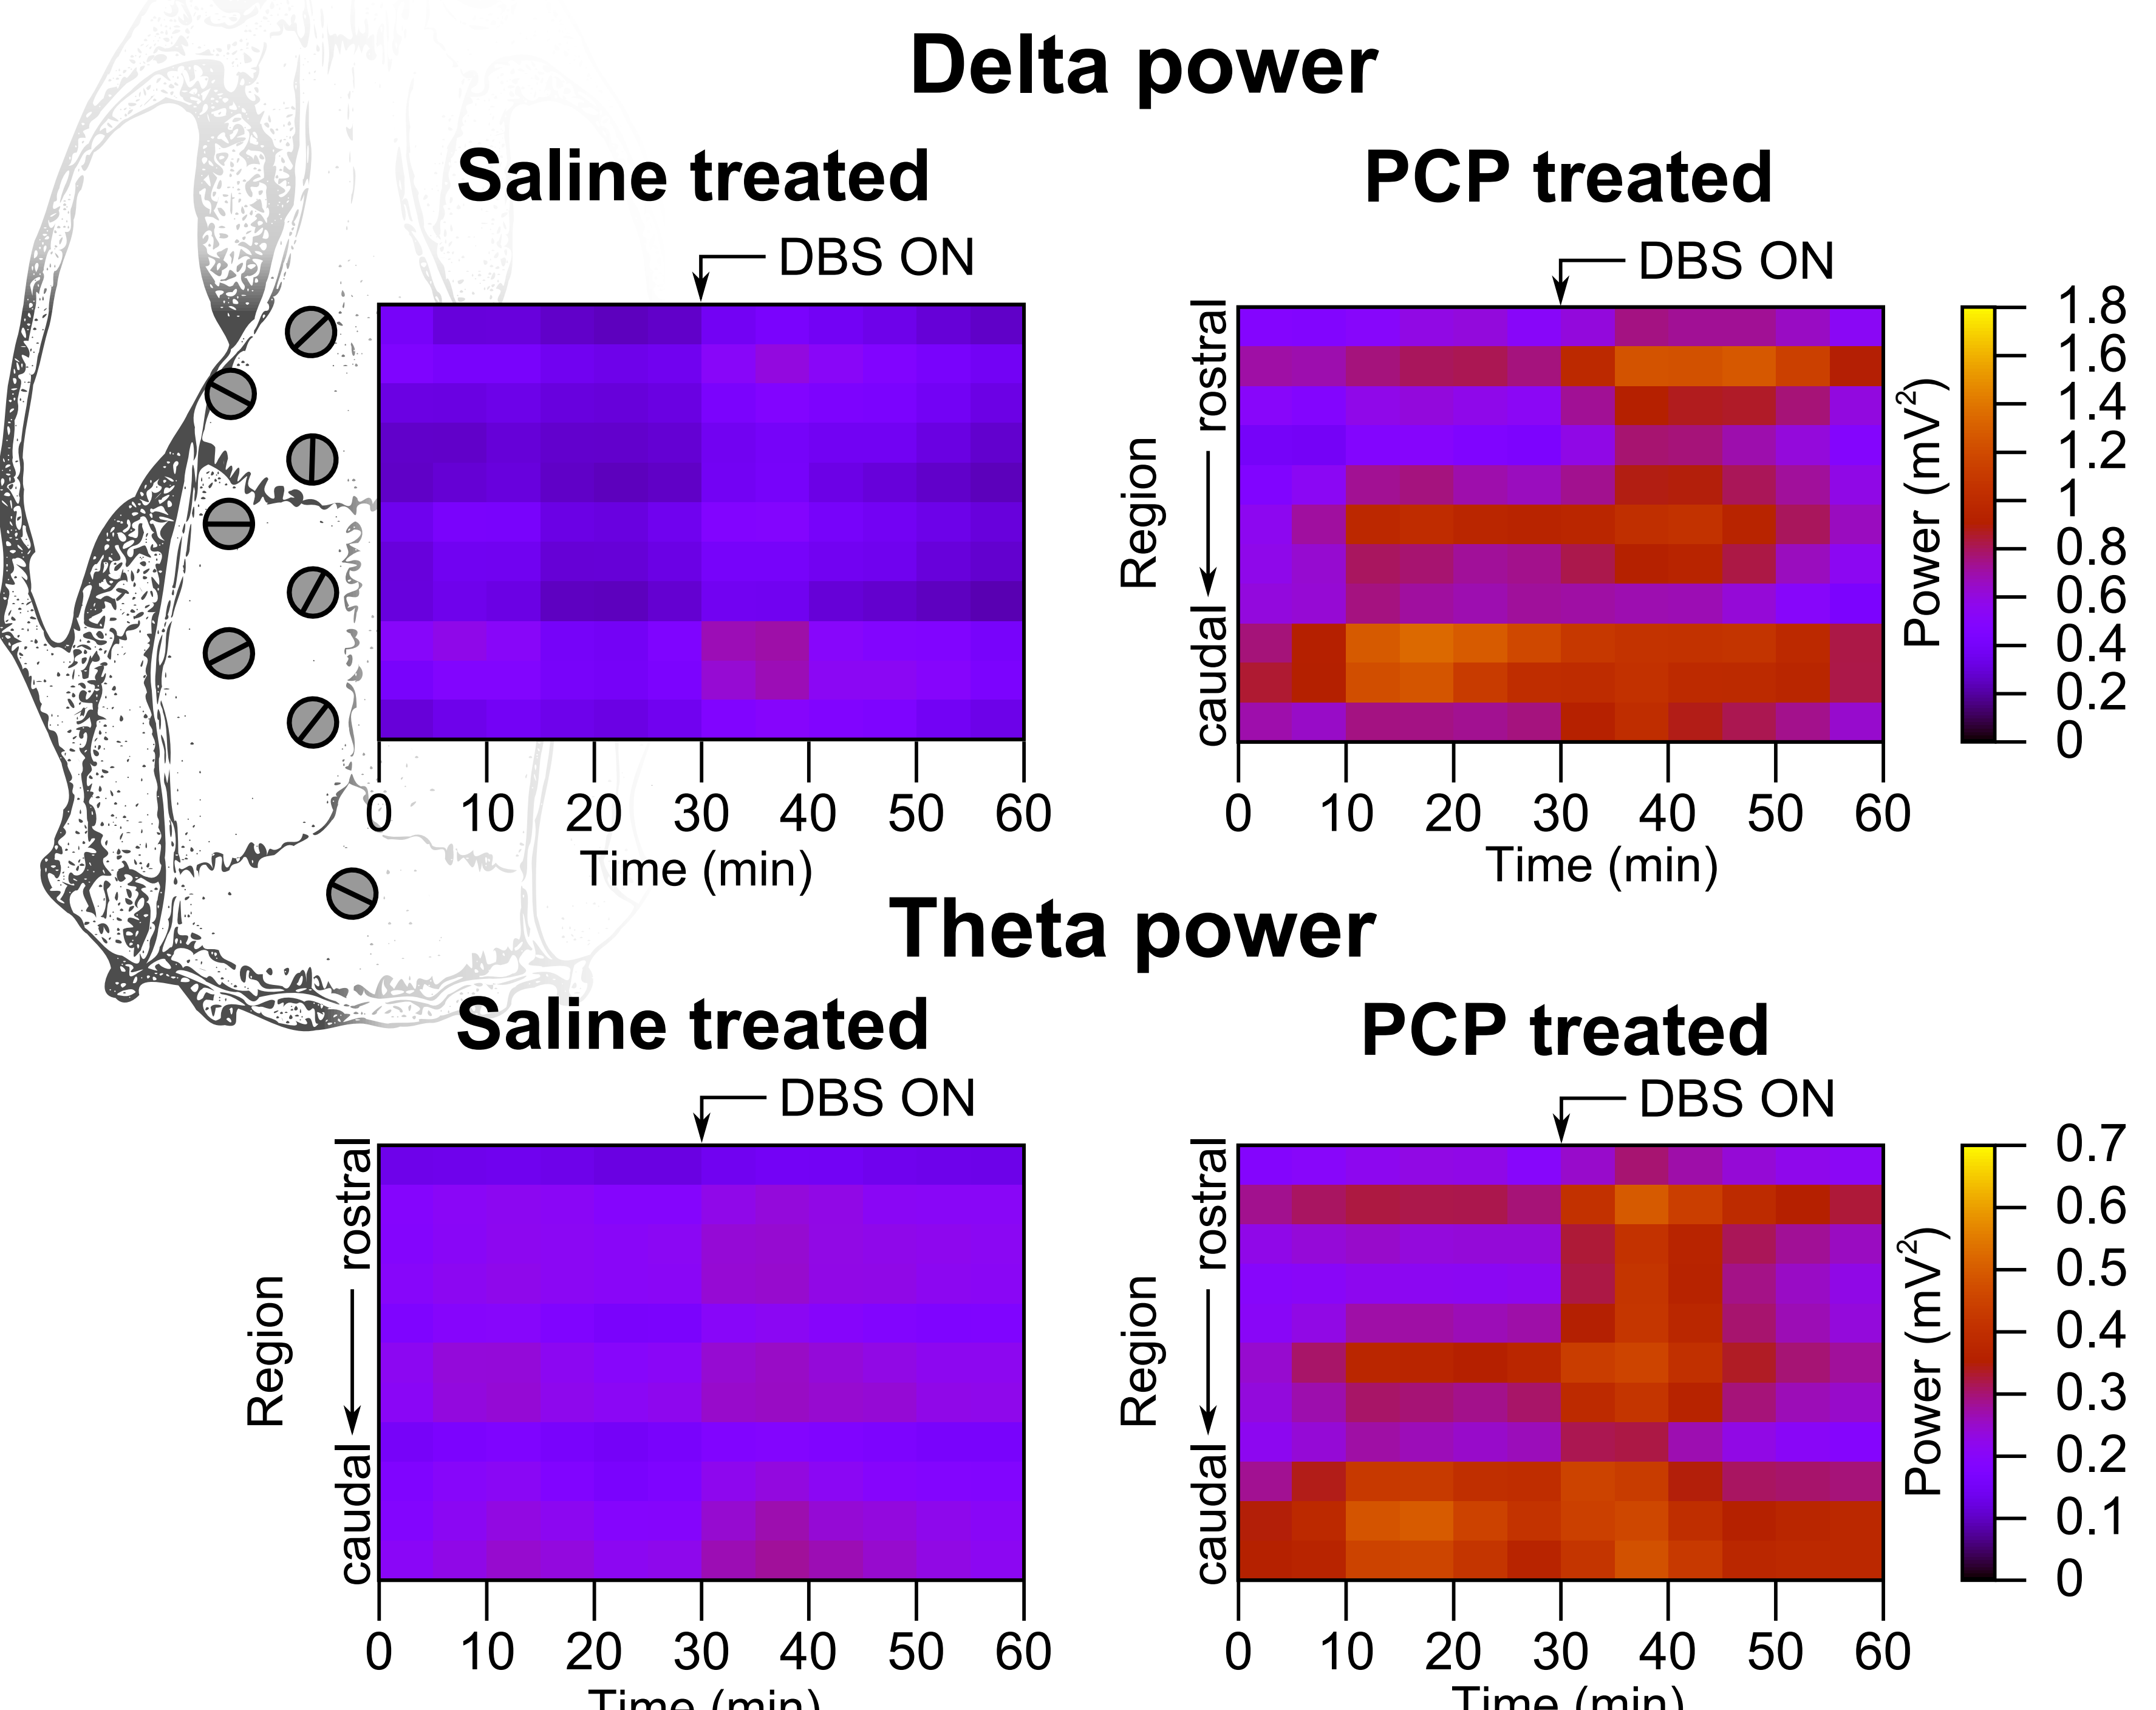 Delta power
Saline treated
PCP treated
DBS ON
DBS ON
rostral
Region
caudal
Power (mV²)
1.8
1.6
1.4
1.2
1
0.8
0.6
0.4
0.2
0
0 10 20 30 40 50 60
Time (min)
0 10 20 30 40 50 60
Time (min)
Theta power
Saline treated
PCP treated
DBS ON
DBS ON
rostral
Region
caudal
rostral
Region
caudal
Power (mV²)
0.7
0.6
0.5
0.4
0.3
0.2
0.1
0
0 10 20 30 40 50 60
Time (min)
0 10 20 30 40 50 60
Time (min)